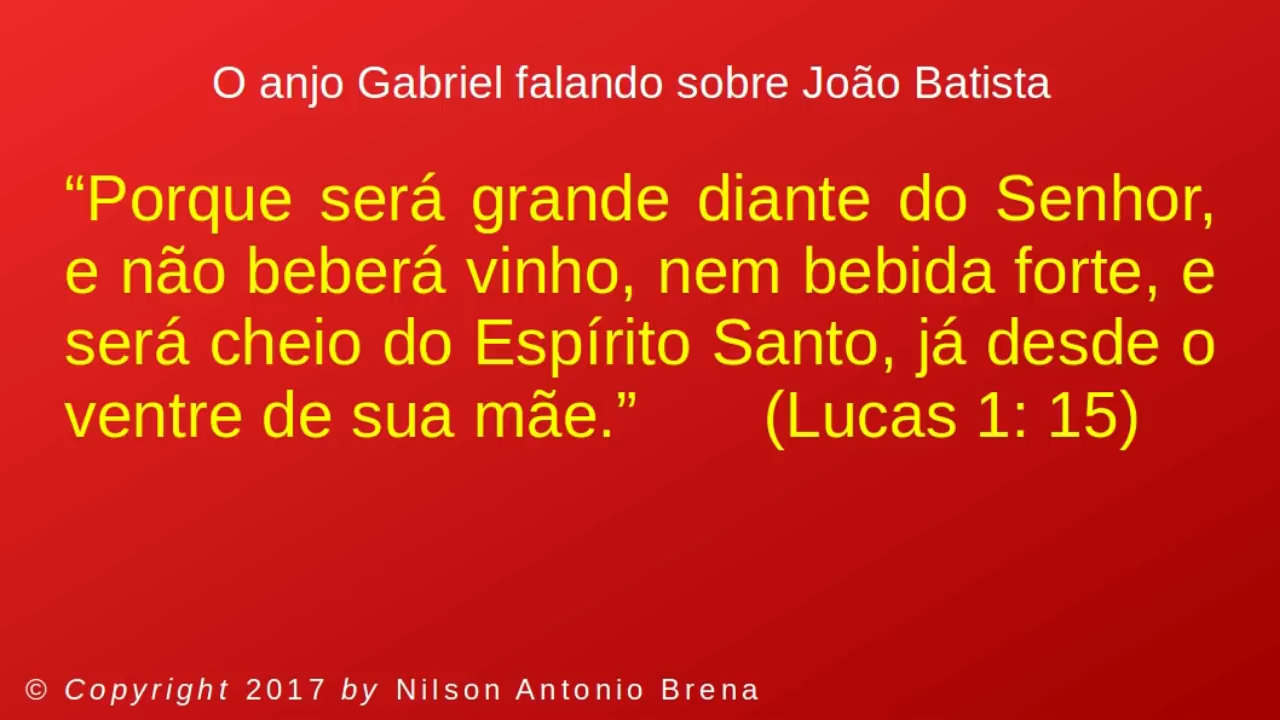 O anjo Gabriel falando sobre João Batista
“Porque será grande diante do Senhor,
e não beberá vinho, nem bebida forte, e
será cheio do Espírito Santo, já desde o
ventre de sua mãe.” (Lucas 1: 15)
© Copyright 2017 by Nilson Antonio Brena